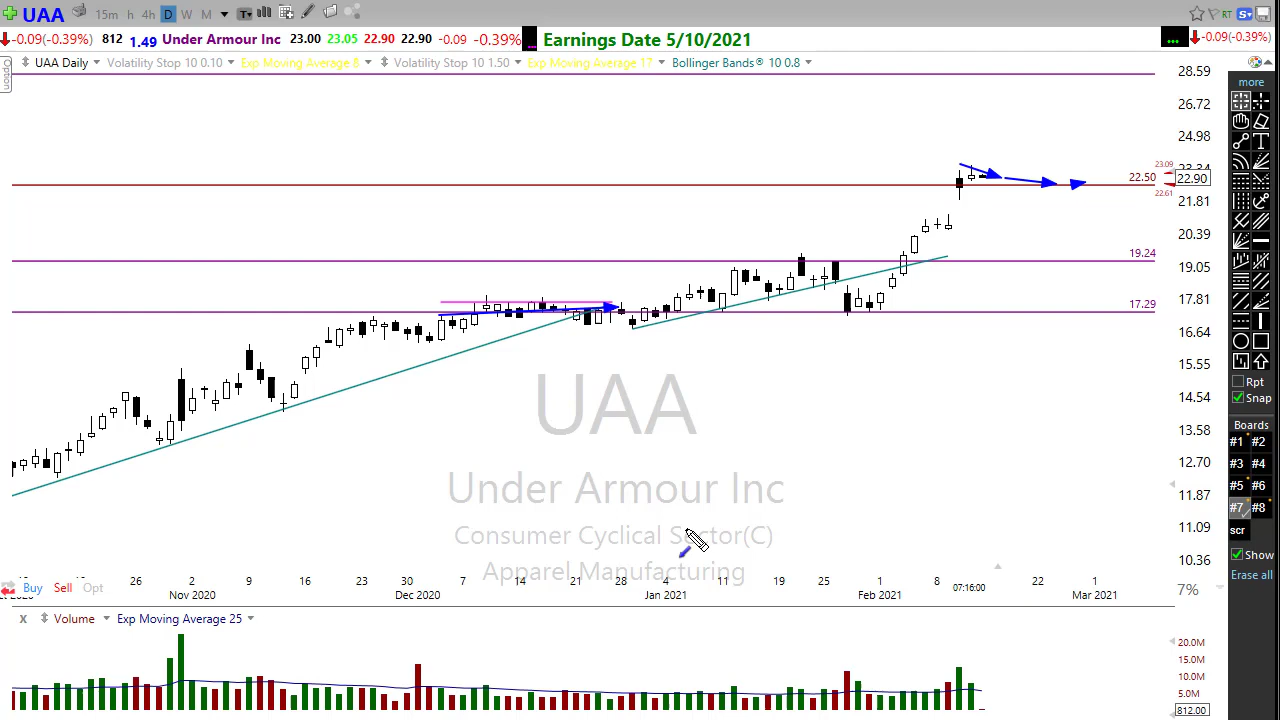 UAA 15m h 4h D W M T RT S
-0.09(-0.39%) 812 1.49 Under Armour Inc 23.00 23.05 22.90 22.90 -0.09 -0.39% ... Earnings Date 5/10/2021 ... -0.09(-0.39%)
Option
UAA Daily Volatility Stop 10 0.10 Exp Moving Average 8 Volatility Stop 10 1.50 Exp Moving Average 17 Bollinger Bands® 10 0.8
28.59
26.72
24.98
23.09
22.50
22.90
22.61
21.81
20.39
19.24
19.05
17.81
17.29
16.64
15.55
14.54
13.58
12.70
11.87
11.09
10.36
UAA
Under Armour Inc
Consumer Cyclical Sector(C)
Apparel Manufacturing
more
Rpt
Snap
Boards
#1 #2
#3 #4
#5 #6
#7 #8
scr
Show
Erase all
26 2 9 16 23 30 7 14 21 28 4 11 19 25 1 8 07:16:00 22 1
Nov 2020 Dec 2020 Jan 2021 Feb 2021 Mar 2021
Buy Sell Opt
7%
X Volume Exp Moving Average 25
20.0M
15.0M
10.0M
5.0M
812.00